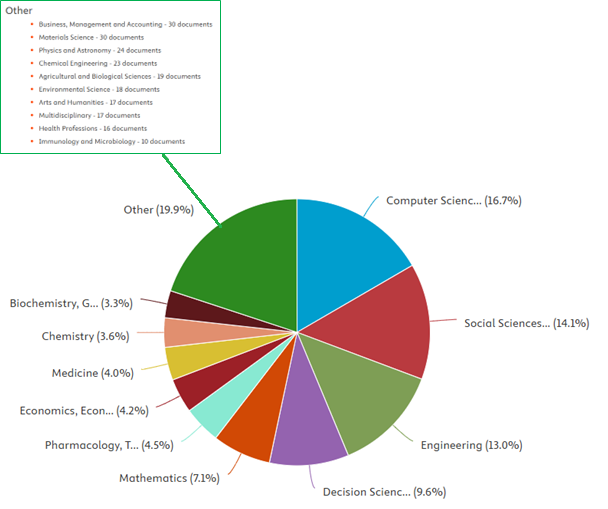 Other
Business, Management and Accounting - 30 documents
Materials Science - 30 documents
Physics and Astronomy - 24 documents
Chemical Engineering - 23 documents
Agricultural and Biological Sciences - 19 documents
Environmental Science - 18 documents
Arts and Humanities - 17 documents
Multidisciplinary - 17 documents
Health Professions - 16 documents
Immunology and Microbiology - 10 documents
Other (19.9%)
Computer Scienc... (16.7%)
Biochemistry, G... (3.3%)
Social Sciences... (14.1%)
Chemistry (3.6%)
Medicine (4.0%)
Economics, Econ... (4.2%)
Pharmacology, T... (4.5%)
Engineering (13.0%)
Mathematics (7.1%)
Decision Scienc... (9.6%)